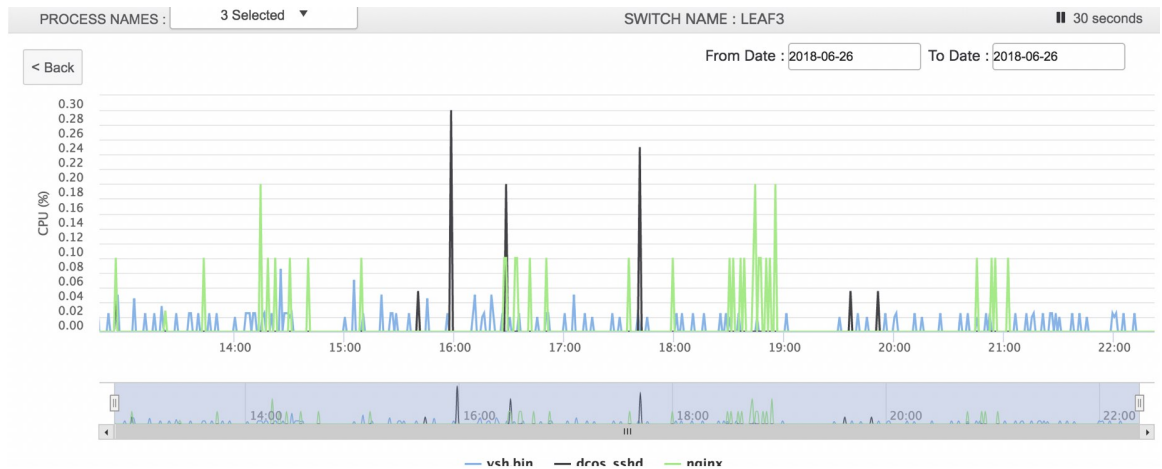 PROCESS NAMES : 3 Selected ▼ SWITCH NAME : LEAF3 30 seconds
< Back From Date : 2018-06-26 To Date : 2018-06-26
CPU (%)
0.30
0.28
0.26
0.24
0.22
0.20
0.18
0.16
0.14
0.12
0.10
0.08
0.06
0.04
0.02
0.00
14:00 15:00 16:00 17:00 18:00 19:00 20:00 21:00 22:00
14:00 16:00 18:00 20:00 22:00
vsh.bin dcos_sshd nginx